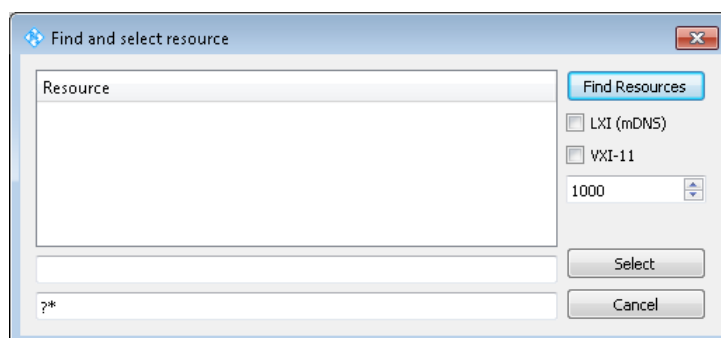 Find and select resource
Resource
Find Resources
LXI (mDNS)
VXI-11
1000
Select
?*
Cancel